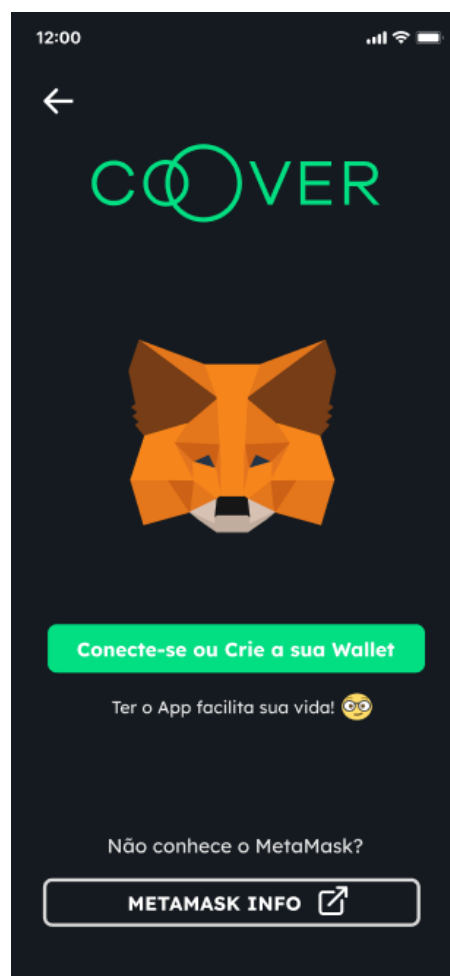 12:00
COOVER
Conecte-se ou Crie a sua Wallet
Ter o App facilita sua vida! 🤓
Não conhece o MetaMask?
METAMASK INFO